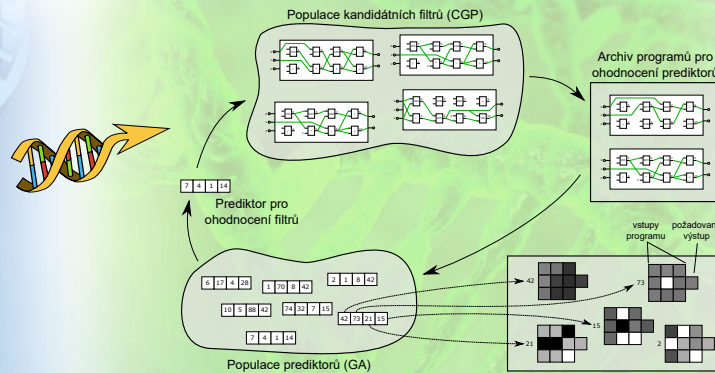 Populace kandidátních filtrů (CGP)
Archiv programů pro
ohodnocení prediktorů
7 4 1 14
Prediktor pro
ohodnocení filtrů
vstupy
programu
požadovaný
výstup
6 17 4 28
1 70 8 42
2 1 8 42
10 5 88 42
74 32 7 15
42 73 21 15
7 4 1 14
42
73
15
21
2
Populace prediktorů (GA)